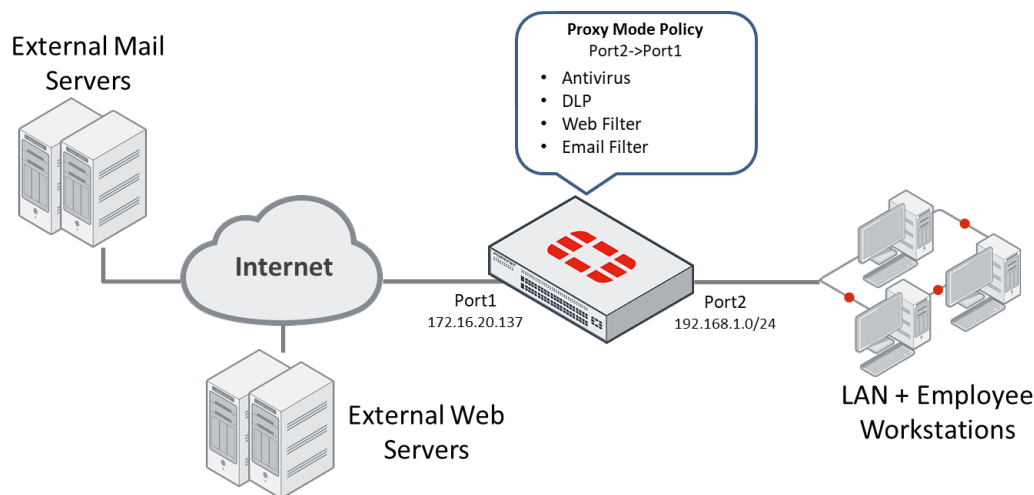 Proxy Mode Policy
Port2->Port1
• Antivirus
• DLP
• Web Filter
• Email Filter
External Mail
Servers
Internet
Port1
172.16.20.137
Port2
192.168.1.0/24
External Web
Servers
LAN + Employee
Workstations